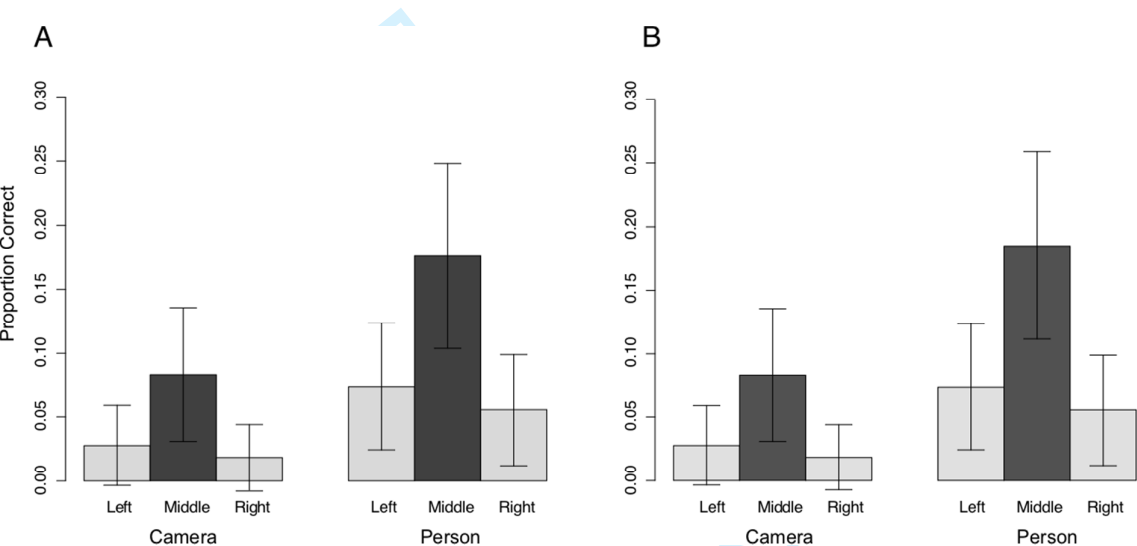 A
B
Proportion Correct
0.30
0.25
0.20
0.15
0.10
0.05
0.00
Left Middle Right Left Middle Right
Camera Person
0.30
0.25
0.20
0.15
0.10
0.05
0.00
Left Middle Right Left Middle Right
Camera Person